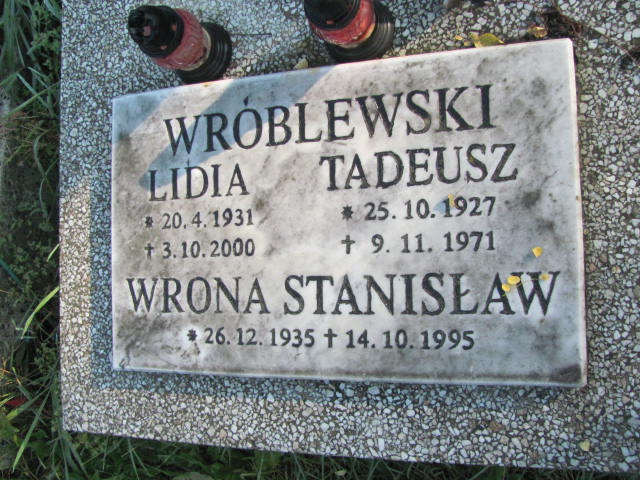 WRÓBLEWSKI
LIDIA TADEUSZ
* 20.4.1931 * 25.10.1927
† 3.10.2000 † 9.11.1971
WRONA STANISŁAW
* 26.12.1935 † 14.10.1995